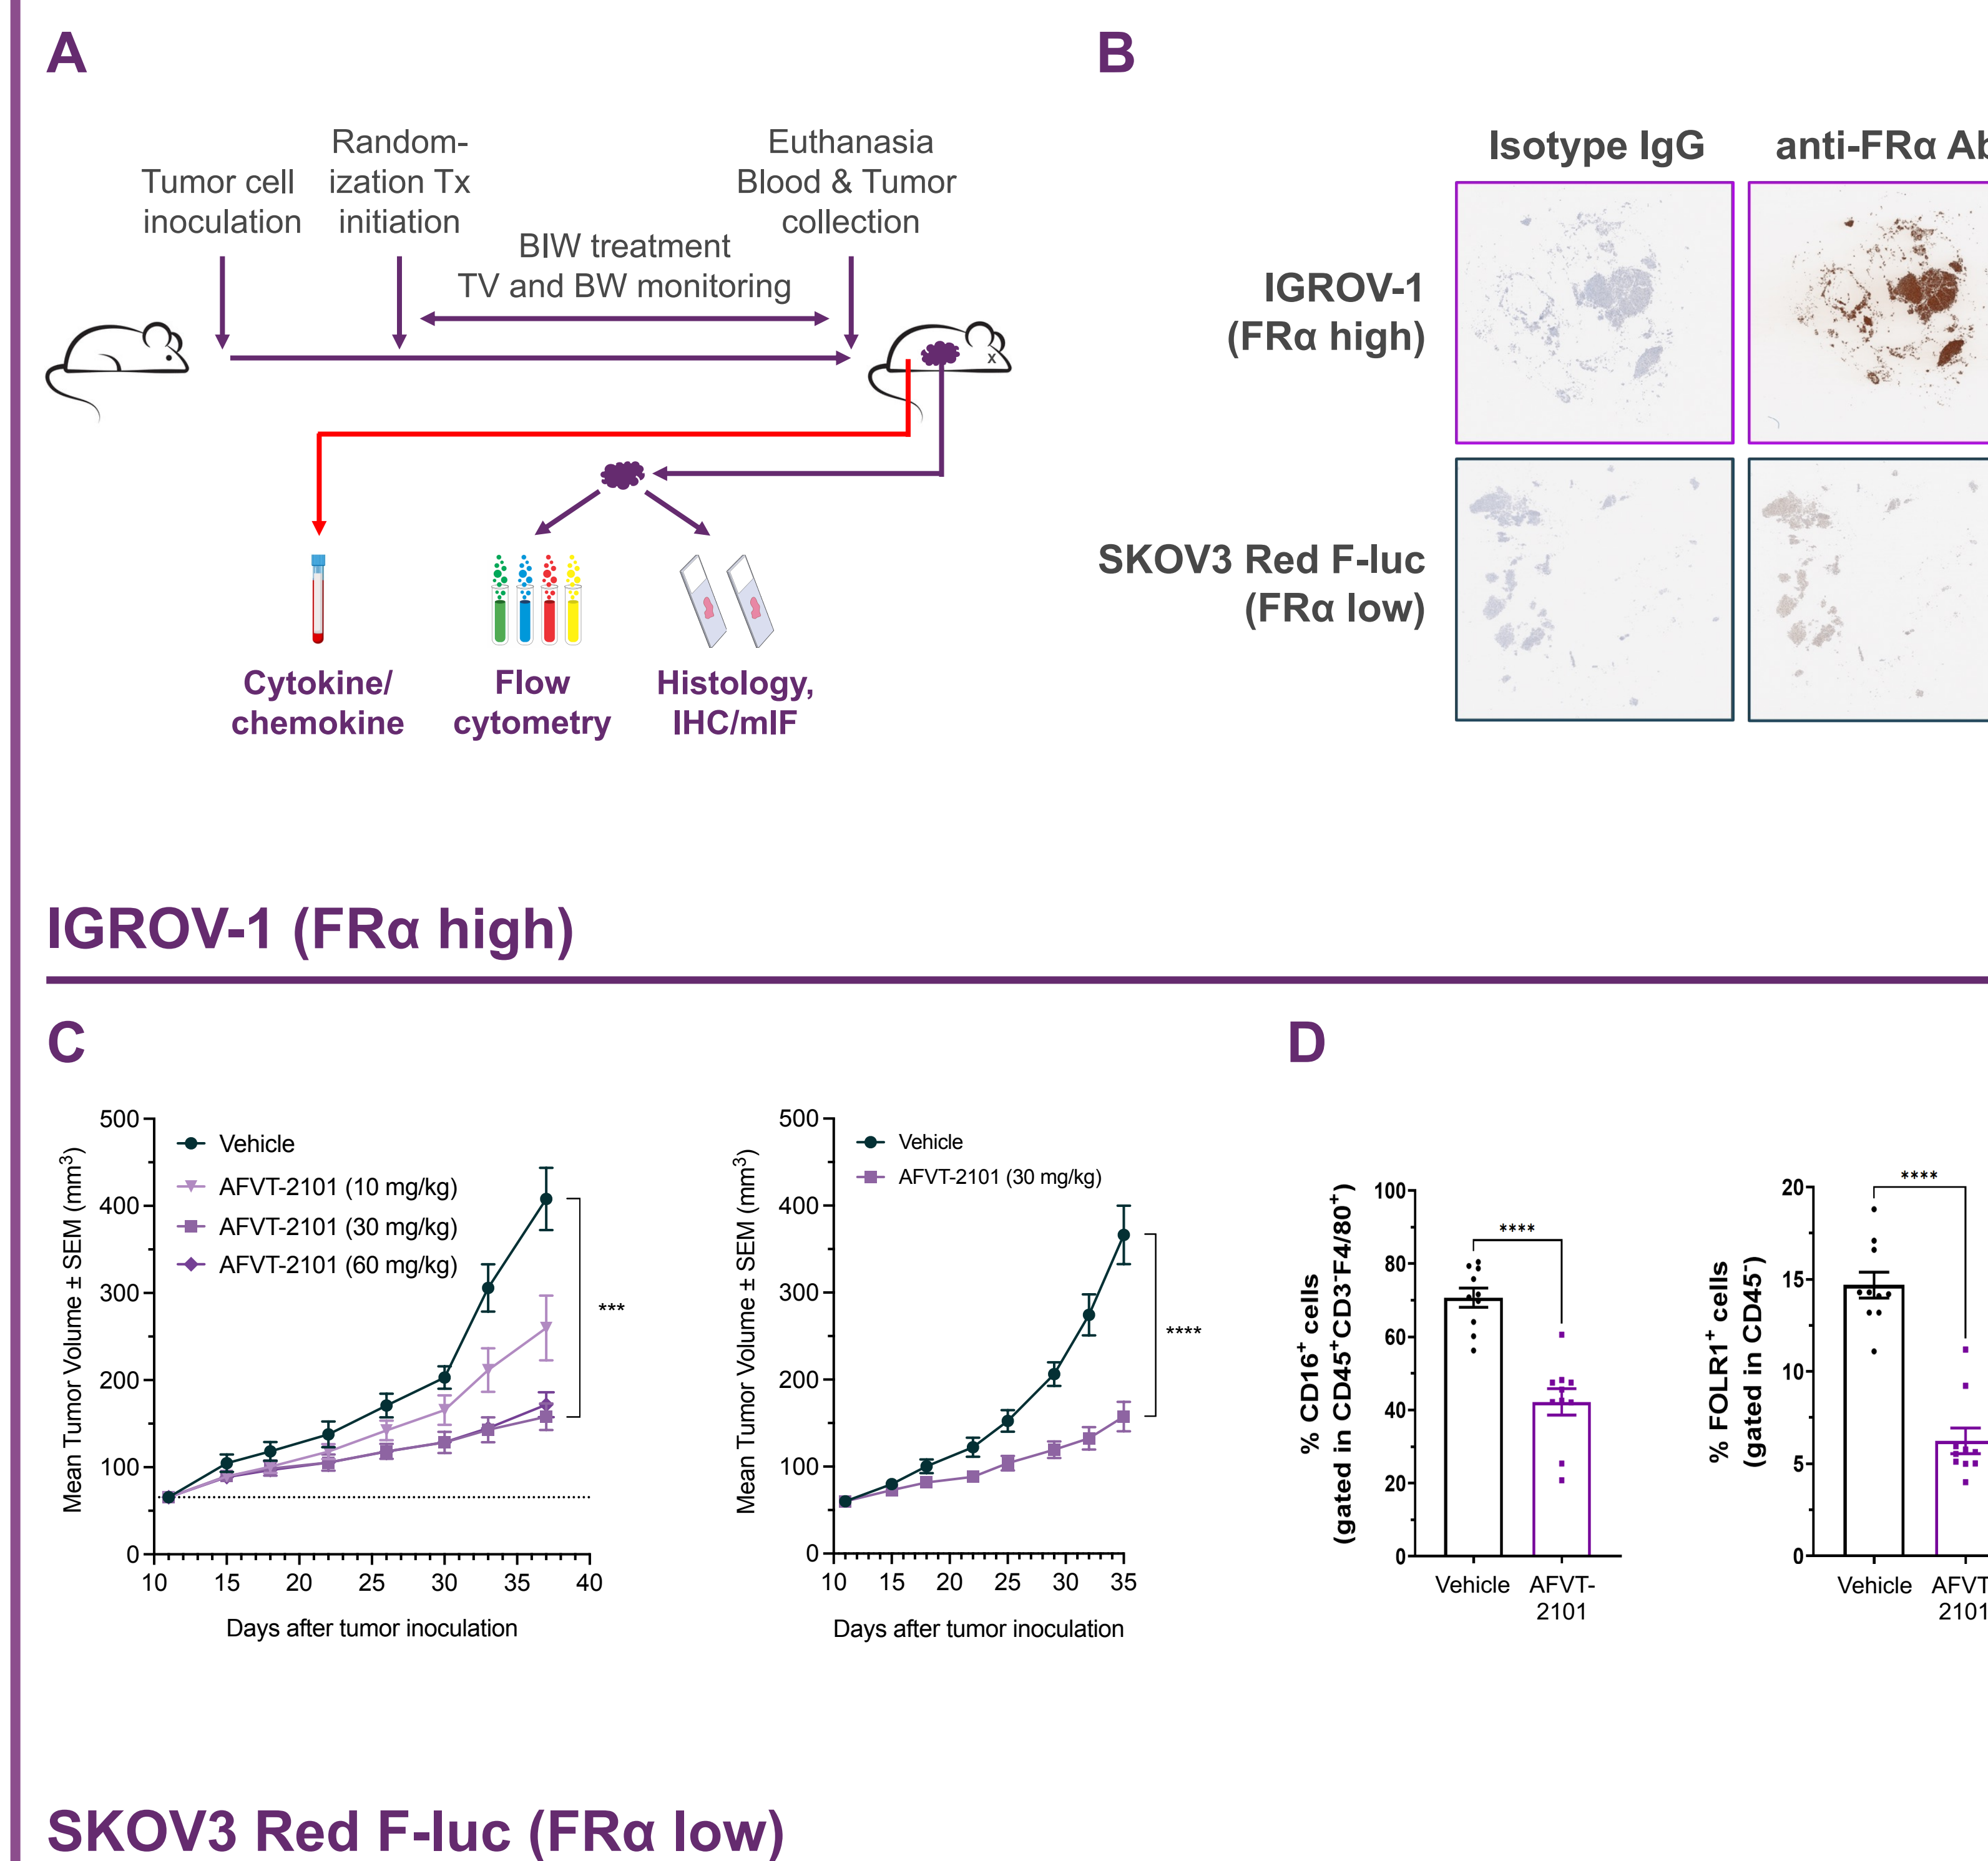 A
Tumor cell
inoculation
Random-
ization Tx
initiation
BIW treatment
TV and BW monitoring
Euthanasia
Blood & Tumor
collection
x
Cytokine/
chemokine
Flow
cytometry
Histology,
IHC/mIF
B
Isotype IgG
anti-FRα Ab
IGROV-1
(FRα high)
SKOV3 Red F-luc
(FRα low)
IGROV-1 (FRα high)
C
Mean Tumor Volume ± SEM (mm³)
500
400
300
200
100
0
Vehicle
AFVT-2101 (10 mg/kg)
AFVT-2101 (30 mg/kg)
AFVT-2101 (60 mg/kg)
***
10 15 20 25 30 35 40
Days after tumor inoculation
Mean Tumor Volume ± SEM (mm³)
500
400
300
200
100
0
Vehicle
AFVT-2101 (30 mg/kg)
****
10 15 20 25 30 35
Days after tumor inoculation
D
% CD16⁺ cells
(gated in CD45⁺CD3⁻F4/80⁺)
100
80
60
40
20
0
****
Vehicle
AFVT-
2101
% FOLR1⁺ cells
(gated in CD45⁻)
20
15
10
5
0
****
Vehicle
AFVT
2101
SKOV3 Red F-luc (FRα low)